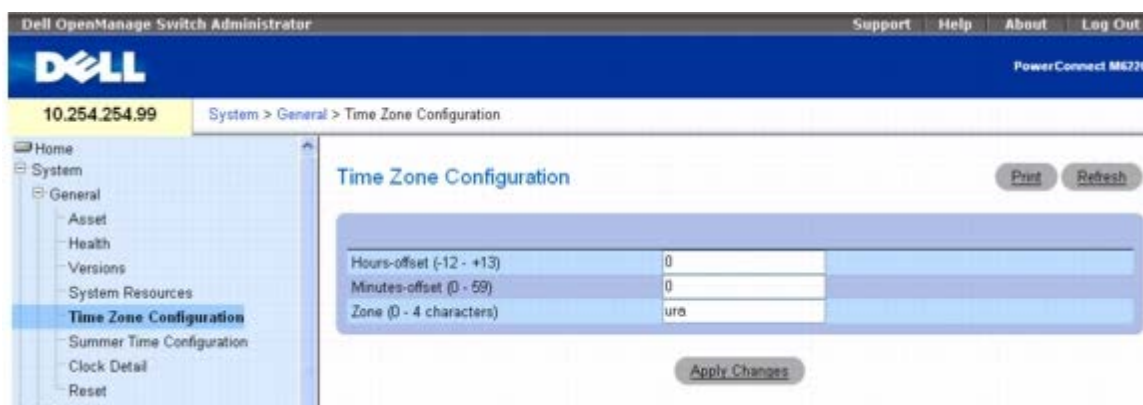 Dell OpenManage Switch Administrator Support Help About Log Out
DELL
PowerConnect M622
10.254.254.99 System > General > Time Zone Configuration
Home
System
General
Asset
Health
Versions
System Resources
Time Zone Configuration
Summer Time Configuration
Clock Detail
Reset
Time Zone Configuration
Print Refresh
Hours-offset (-12 - +13) 0
Minutes-offset (0 - 59) 0
Zone (0 - 4 characters) ura
Apply Changes